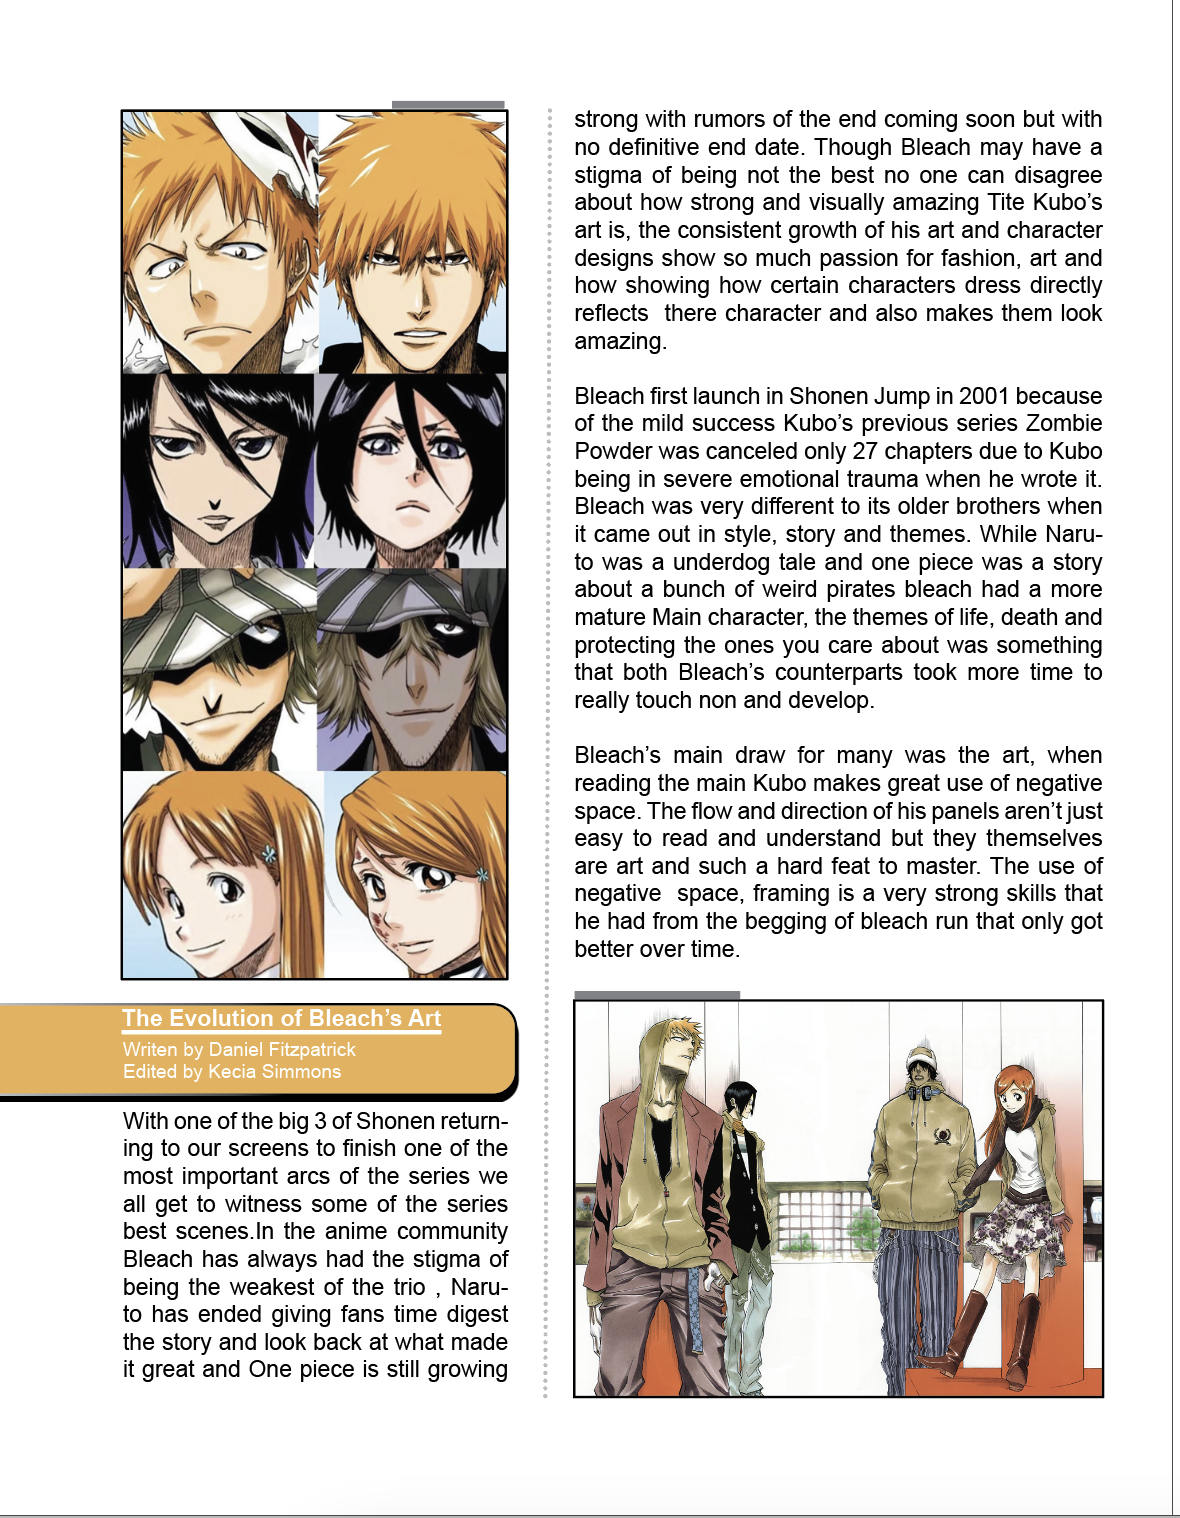 The Evolution of Bleach's Art
Writen by Daniel Fitzpatrick
Edited by Kecia Simmons
With one of the big 3 of Shonen return-
ing to our screens to finish one of the
most important arcs of the series we
all get to witness some of the series
best scenes.In the anime community
Bleach has always had the stigma of
being the weakest of the trio , Naru-
to has ended giving fans time digest
the story and look back at what made
it great and One piece is still growing
strong with rumors of the end coming soon but with
no definitive end date. Though Bleach may have a
stigma of being not the best no one can disagree
about how strong and visually amazing Tite Kubo's
art is, the consistent growth of his art and character
designs show so much passion for fashion, art and
how showing how certain characters dress directly
reflects  there character and also makes them look
amazing.
Bleach first launch in Shonen Jump in 2001 because
of the mild success Kubo's previous series Zombie
Powder was canceled only 27 chapters due to Kubo
being in severe emotional trauma when he wrote it.
Bleach was very different to its older brothers when
it came out in style, story and themes. While Naru-
to was a underdog tale and one piece was a story
about a bunch of weird pirates bleach had a more
mature Main character, the themes of life, death and
protecting the ones you care about was something
that both Bleach's counterparts took more time to
really touch non and develop.
Bleach's main draw for many was the art, when
reading the main Kubo makes great use of negative
space. The flow and direction of his panels aren't just
easy to read and understand but they themselves
are art and such a hard feat to master. The use of
negative  space, framing is a very strong skills that
he had from the begging of bleach run that only got
better over time.